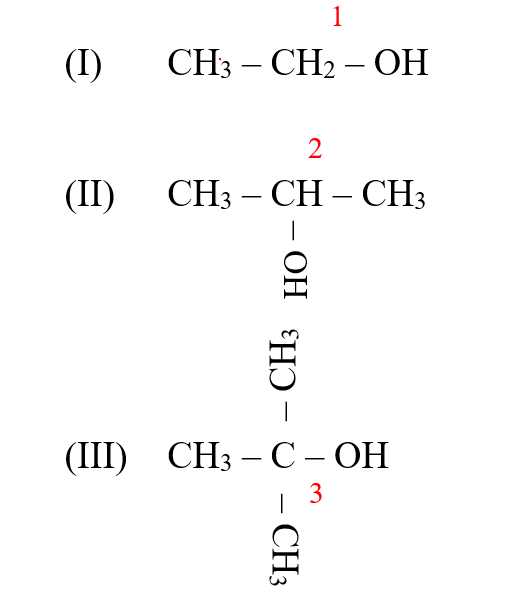 1
(I) CH₃ – CH₂ – OH
2
(II) CH₃ – CH – CH₃
– OH
CH₃ –
(III) CH₃ – C – OH
3
– CH₃